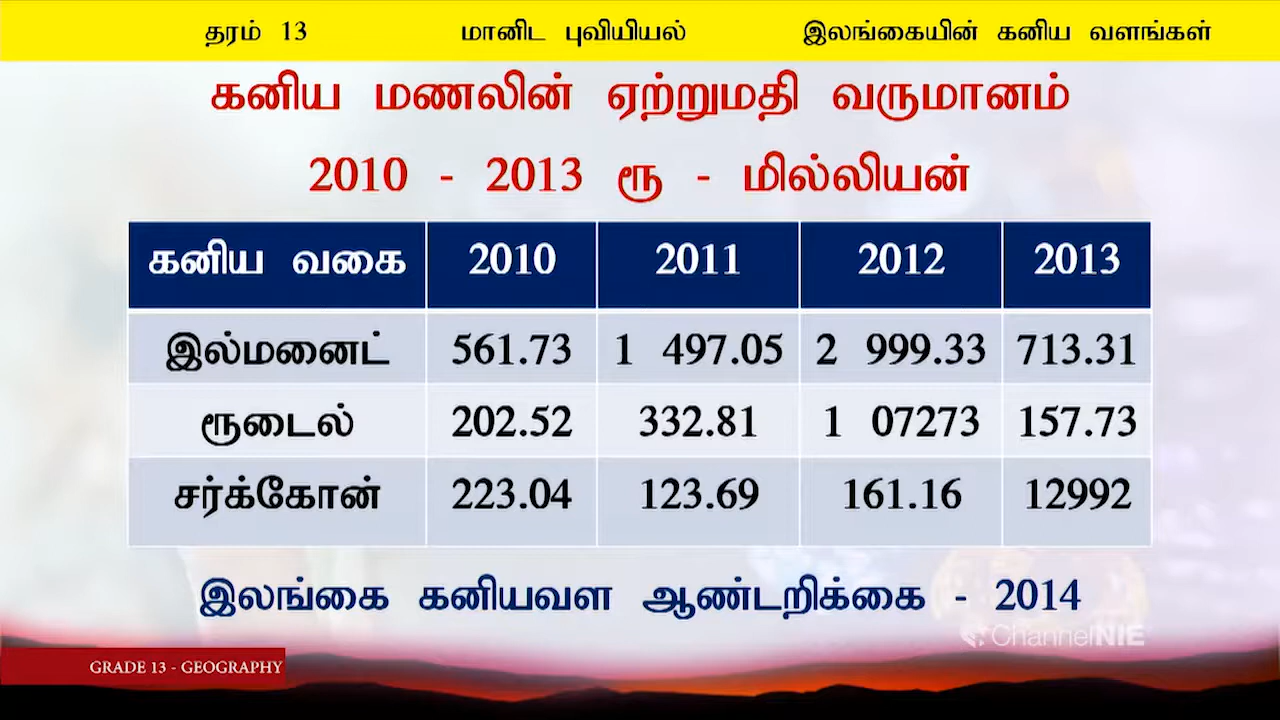 தரம் 13 மானிட புவியியல் இலங்கையின் கனிய வளங்கள்
கனிய மணலின் ஏற்றுமதி வருமானம்
2010 - 2013 ரூ - மில்லியன்
கனிய வகை 2010 2011 2012 2013
இல்மனைட் 561.73 1 497.05 2 999.33 713.31
ரூடைல் 202.52 332.81 1 07273 157.73
சர்க்கோன் 223.04 123.69 161.16 12992
இலங்கை கனியவள ஆண்டறிக்கை - 2014
ChannelNIE
GRADE 13 - GEOGRAPHY